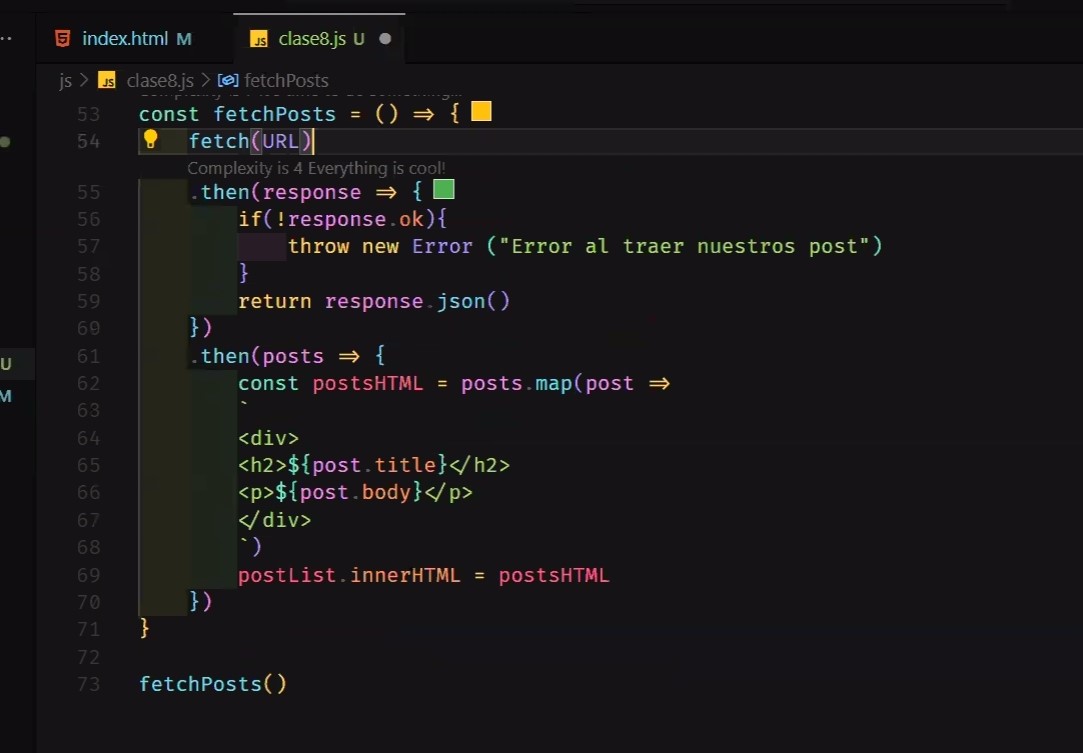 index.html M
JS clase8.js U
js > JS clase8.js > fetchPosts
53 const fetchPosts = () => {
54 fetch(URL)
Complexity is 4 Everything is cool!
55 .then(response => {
56 if(!response.ok){
57 throw new Error ("Error al traer nuestros post")
58 }
59 return response.json()
60 })
61 .then(posts => {
62 const postsHTML = posts.map(post =>
63 `
64 <div>
65 <h2>${post.title}</h2>
66 <p>${post.body}</p>
67 </div>
68 `)
69 postList.innerHTML = postsHTML
70 })
71 }
72
73 fetchPosts()
U
M